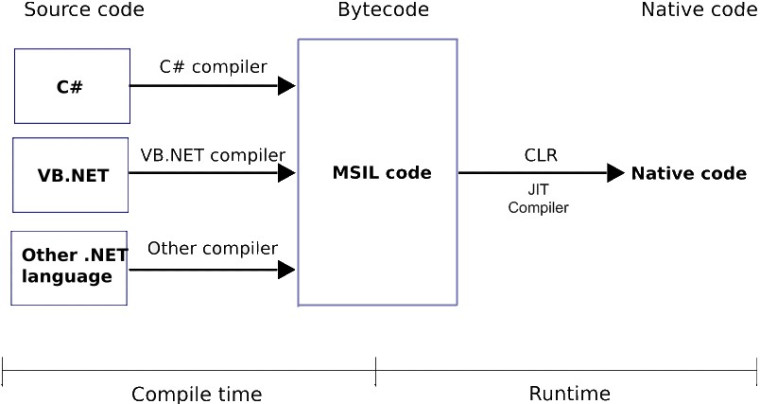 Source code
Bytecode
Native code
C#
C# compiler
VB.NET
VB.NET compiler
MSIL code
CLR
JIT
Compiler
Native code
Other .NET
language
Other compiler
Compile time
Runtime